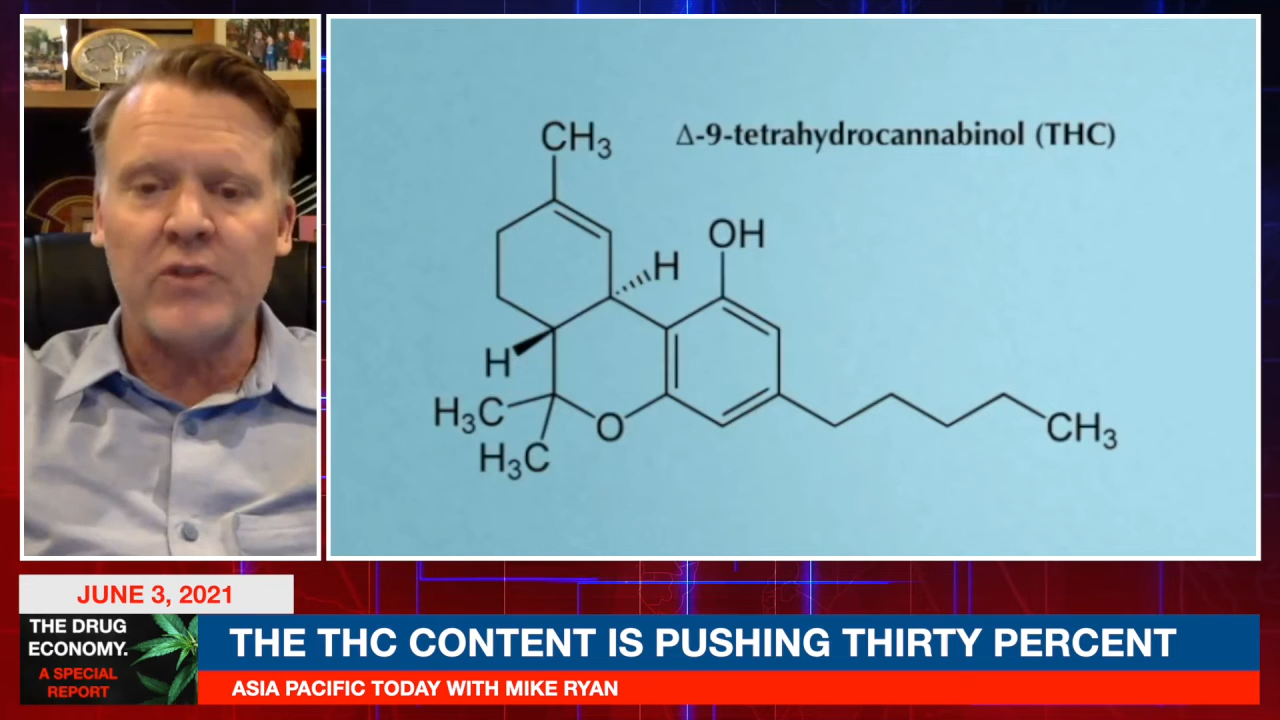 Δ-9-tetrahydrocannabinol (THC)
CH3
OH
H
H
H3C
O
CH3
H3C
JUNE 3, 2021
THE DRUG
ECONOMY.
A SPECIAL
REPORT
THE THC CONTENT IS PUSHING THIRTY PERCENT
ASIA PACIFIC TODAY WITH MIKE RYAN